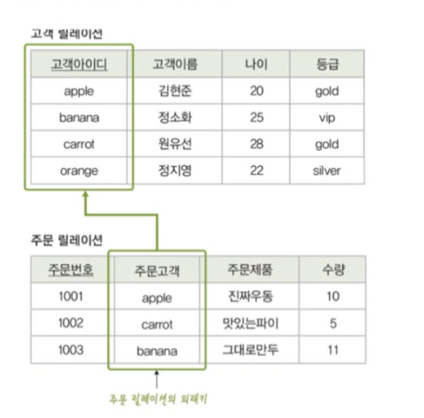 고객 릴레이션
고객아이디 고객이름 나이 등급
apple 김현준 20 gold
banana 정소화 25 vip
carrot 원유선 28 gold
orange 정지영 22 silver
주문 릴레이션
주문번호 주문고객 주문제품 수량
1001 apple 진짜우동 10
1002 carrot 맛있는파이 5
1003 banana 그대로만두 11
주문 릴레이션의 외래키